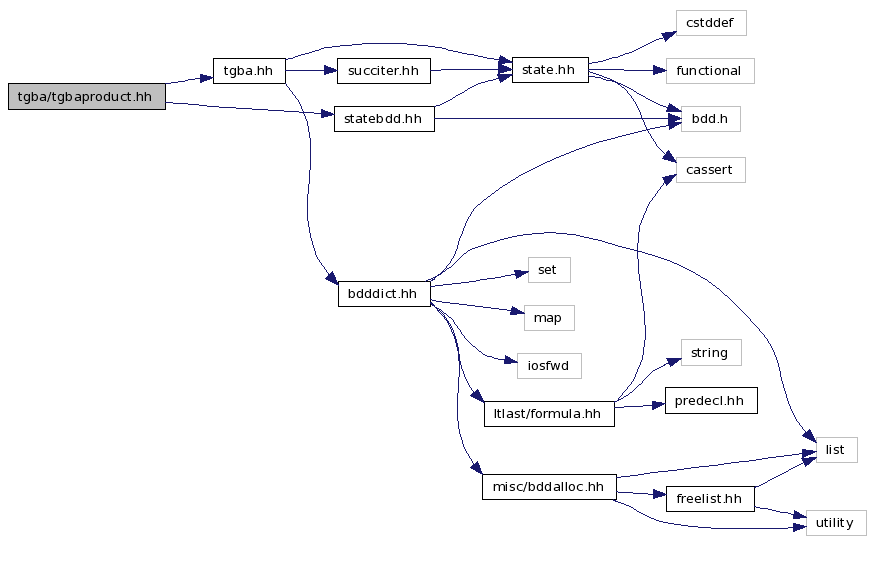 cstddef
tgba.hh
succiter.hh
state.hh
functional
tgba/tgbaproduct.hh
statebdd.hh
bdd.h
cassert
set
bdddict.hh
map
string
iosfwd
predecl.hh
ltlast/formula.hh
list
misc/bddalloc.hh
freelist.hh
utility